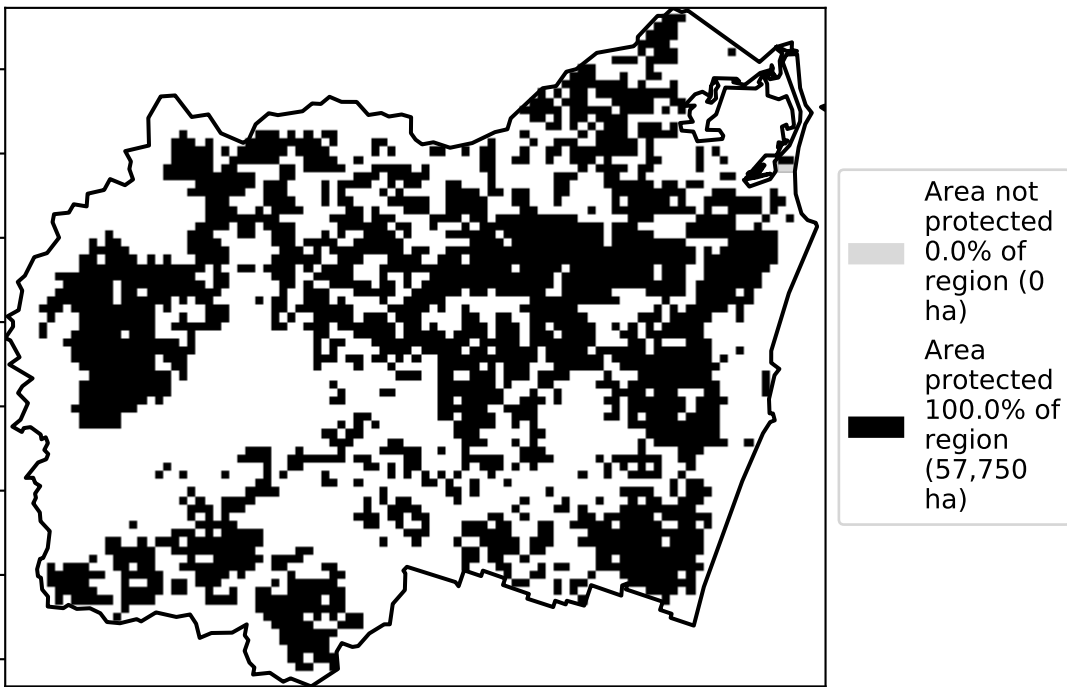 Area not
protected
0.0% of
region (0
ha)
Area
protected
100.0% of
region
(57,750
ha)